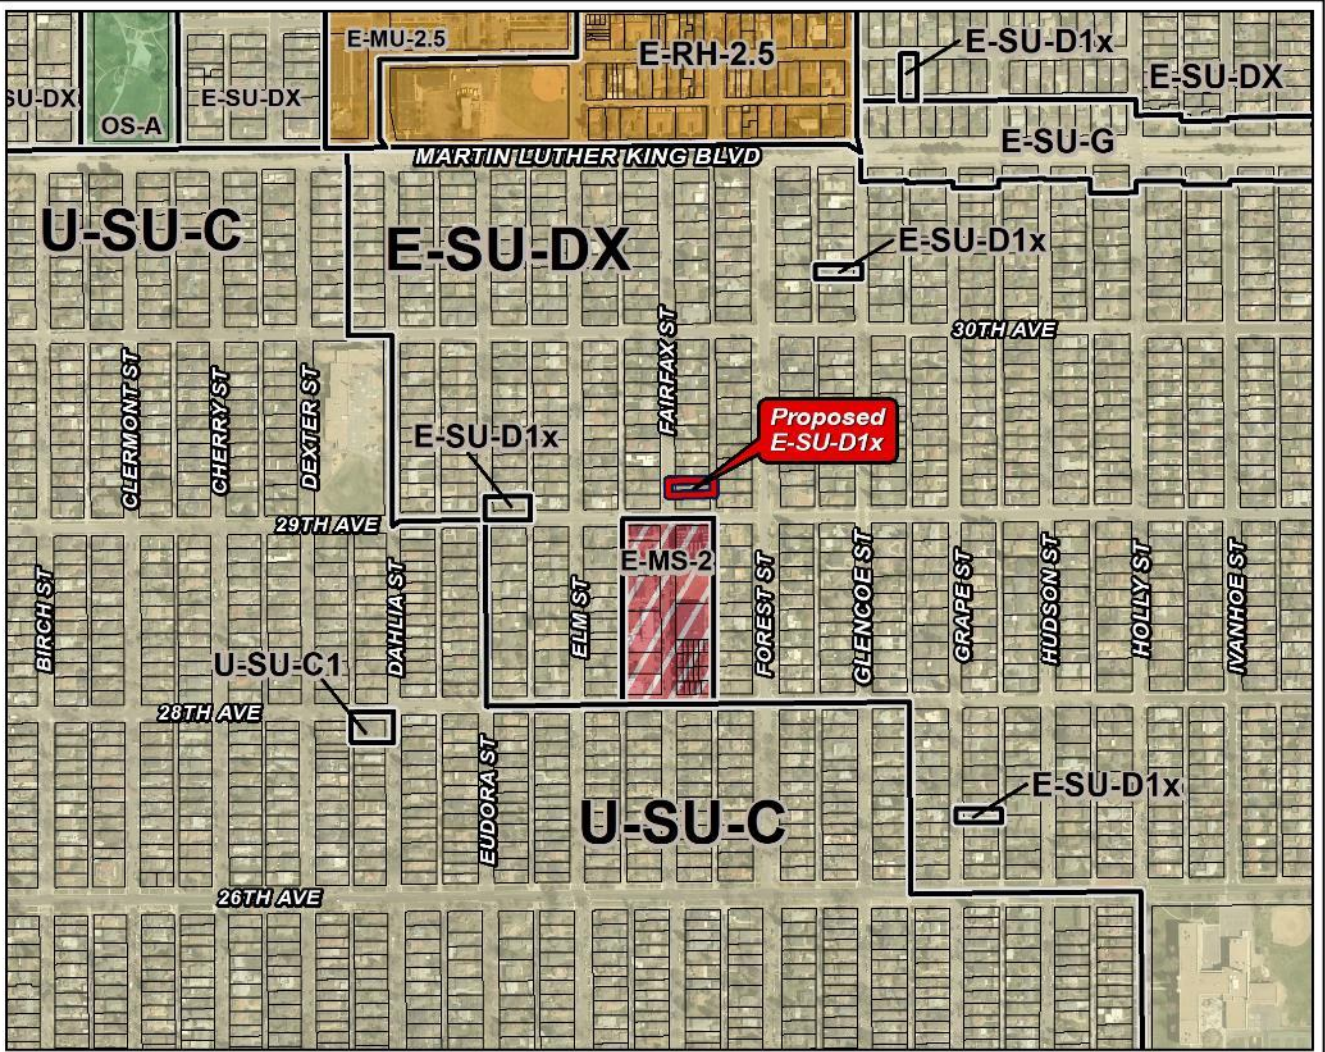 E-MU-2.5
E-RH-2.5
E-SU-D1x
E-SU-DX
SU-DX
E-SU-DX
OS-A
E-SU-G
MARTIN LUTHER KING BLVD
U-SU-C
E-SU-DX
E-SU-D1x
FAIRFAX ST
30TH AVE
CLERMONT ST
CHERRY ST
DEXTER ST
E-SU-D1x
Proposed
E-SU-D1x
29TH AVE
E-MS-2
BIRCH ST
DAHLIA ST
ELM ST
FOREST ST
GLENCOE ST
GRAPE ST
HUDSON ST
HOLLY ST
IVANHOE ST
U-SU-C1
28TH AVE
EUDORA ST
U-SU-C
E-SU-D1x
26TH AVE